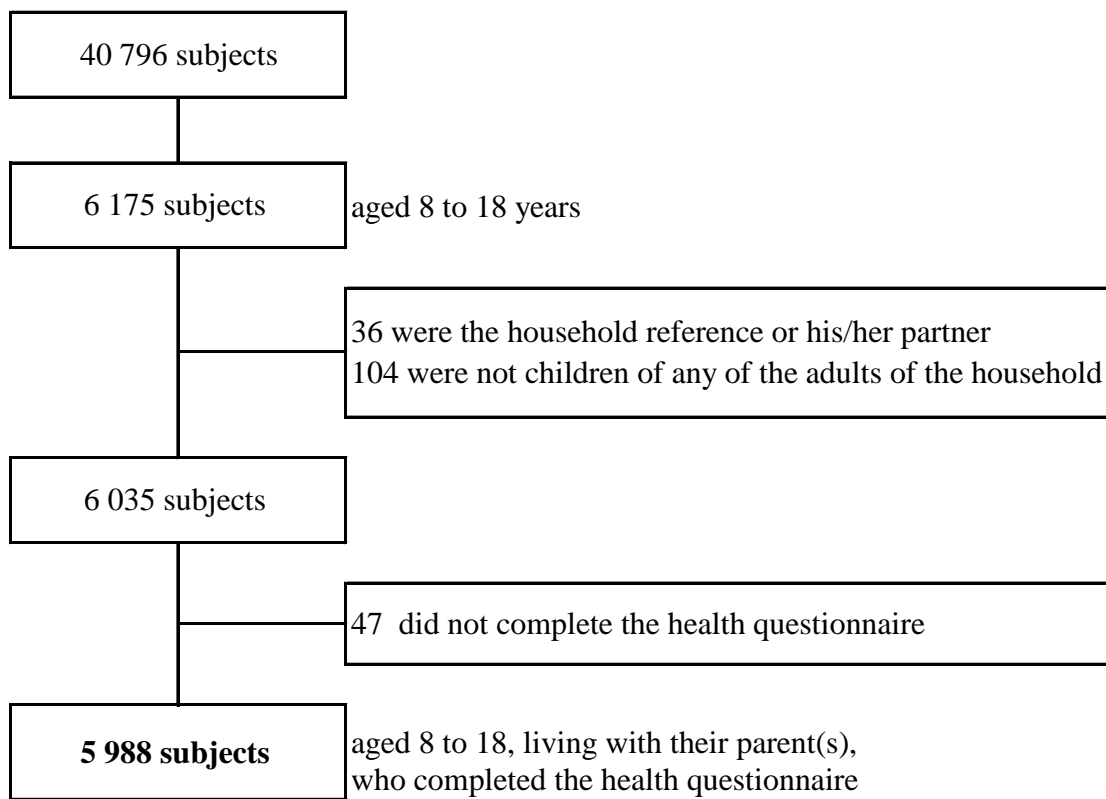 40 796 subjects
6 175 subjects
aged 8 to 18 years
36 were the household reference or his/her partner
104 were not children of any of the adults of the household
6 035 subjects
47 did not complete the health questionnaire
5 988 subjects
aged 8 to 18, living with their parent(s),
who completed the health questionnaire